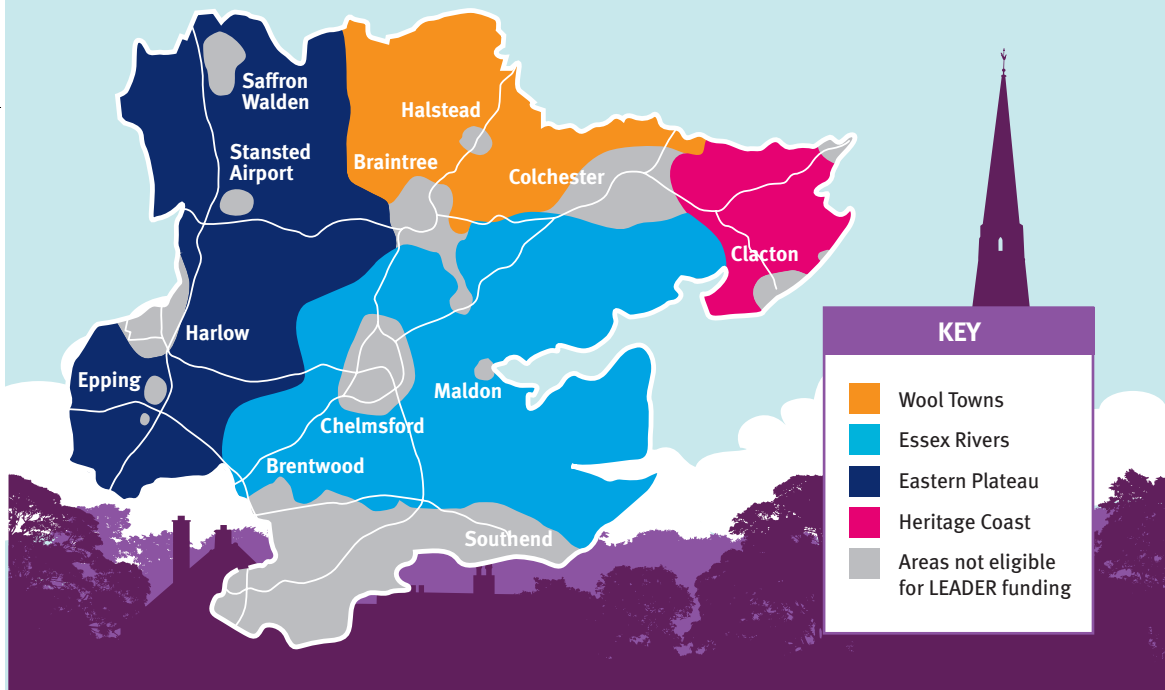 Saffron
Walden
Halstead
Stansted
Airport
Braintree
Colchester
Clacton
Harlow
Epping
Maldon
Chelmsford
Brentwood
Southend
KEY
Wool Towns
Essex Rivers
Eastern Plateau
Heritage Coast
Areas not eligible
for LEADER funding